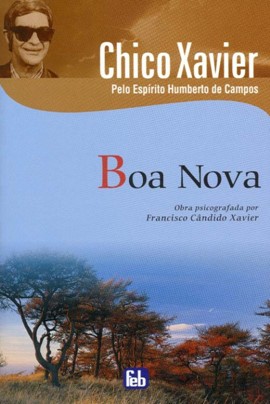 Chico Xavier
Pelo Espírito Humberto de Campos
Boa Nova
Obra psicografada por
Francisco Cândido Xavier
feb